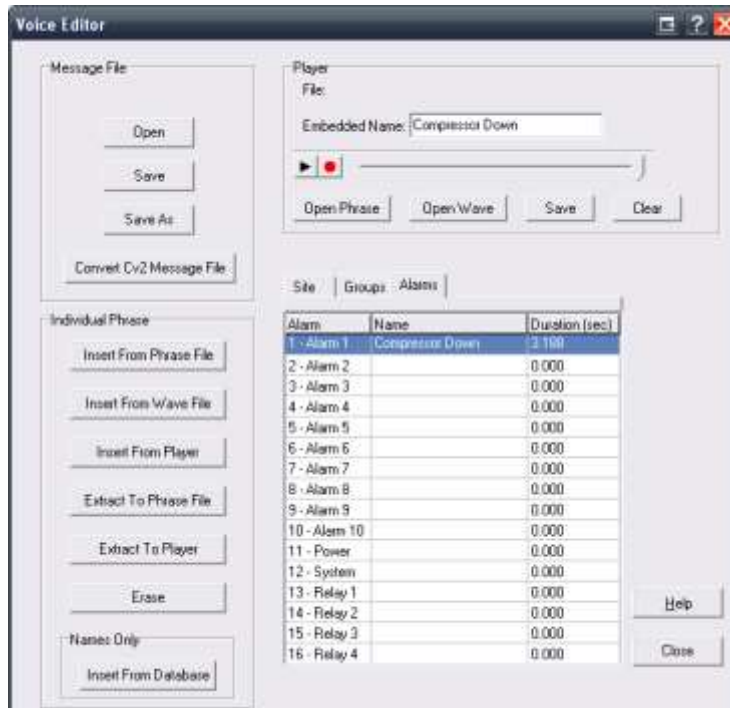 Voice Editor
Message File
Open
Save
Save As
Convert Cv2 Message File
Individual Phrase
Insert From Phrase File
Insert From Wave File
Insert From Player
Extract To Phrase File
Extract To Player
Erase
Names Only
Insert From Database
Player
File:
Embedded Name: Compressor Down
Open Phrase Open Wave Save Clear
Site Groups Alarms
Alarm Name Duration (sec)
1 - Alarm 1 Compressor Down 3.188
2 - Alarm 2 0.000
3 - Alarm 3 0.000
4 - Alarm 4 0.000
5 - Alarm 5 0.000
6 - Alarm 6 0.000
7 - Alarm 7 0.000
8 - Alarm 8 0.000
9 - Alarm 9 0.000
10 - Alarm 10 0.000
11 - Power 0.000
12 - System 0.000
13 - Relay 1 0.000
14 - Relay 2 0.000
15 - Relay 3 0.000
16 - Relay 4 0.000
Help
Close